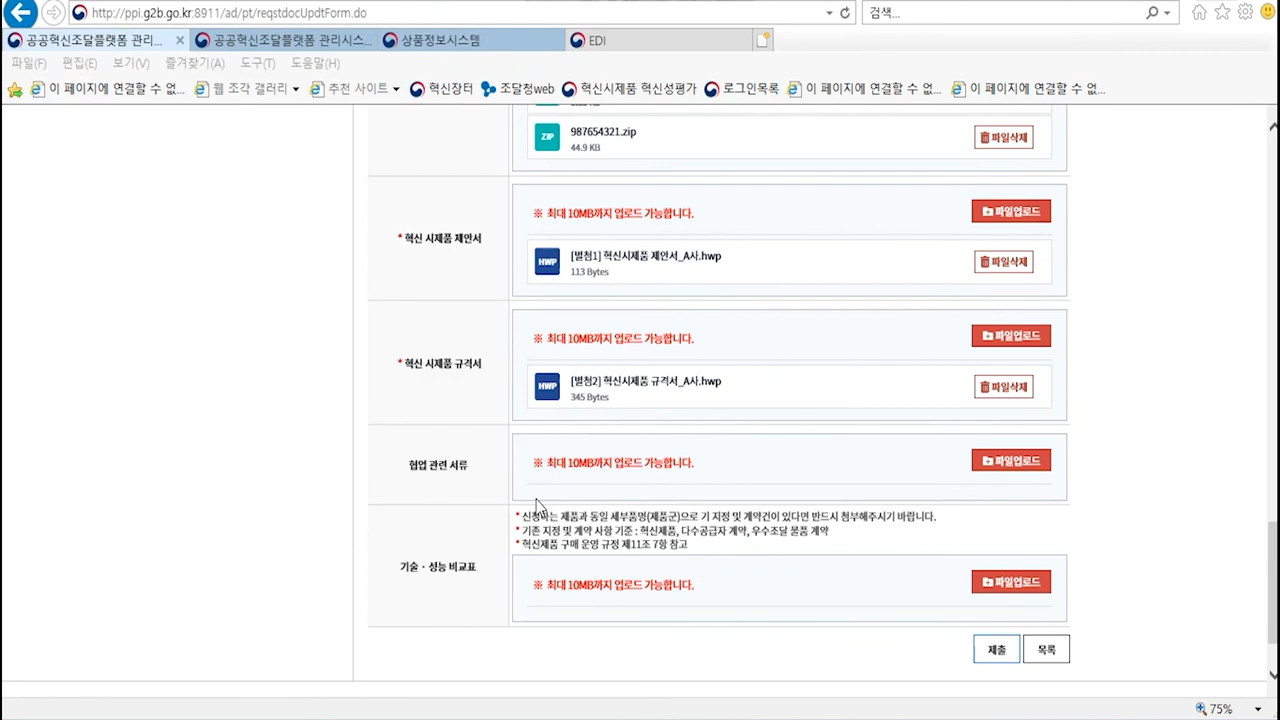 http://ppi.g2b.go.kr:8911/ad/pt/reqstdocUpdtForm.do
검색...
공공혁신조달플랫폼 관리...
공공혁신조달플랫폼 관리시스...
상품정보시스템
EDI
파일(F) 편집(E) 보기(V) 즐겨찾기(A) 도구(T) 도움말(H)
이 페이지에 연결할 수 없... 웹 조각 갤러리 추천 사이트 혁신장터 조달청web 혁신시제품 혁신성평가 로그인목록 이 페이지에 연결할 수 없... 이 페이지에 연결할 수 없...
ZIP
987654321.zip
44.9 KB
파일삭제
* 혁신 시제품 제안서
※ 최대 10MB까지 업로드 가능합니다.
파일업로드
HWP
[별첨1] 혁신시제품 제안서_A사.hwp
113 Bytes
파일삭제
* 혁신 시제품 규격서
※ 최대 10MB까지 업로드 가능합니다.
파일업로드
HWP
[별첨2] 혁신시제품 규격서_A사.hwp
345 Bytes
파일삭제
협업 관련 서류
※ 최대 10MB까지 업로드 가능합니다.
파일업로드
기술ㆍ성능 비교표
* 신청하는 제품과 동일 세부품명(제품군)으로 기 지정 및 계약건이 있다면 반드시 첨부해주시기 바랍니다.
* 기존 지정 및 계약 사항 기준 : 혁신제품, 다수공급자 계약, 우수조달 물품 계약
* 혁신제품 구매 운영 규정 제11조 7항 참고
※ 최대 10MB까지 업로드 가능합니다.
파일업로드
제출
목록
75%